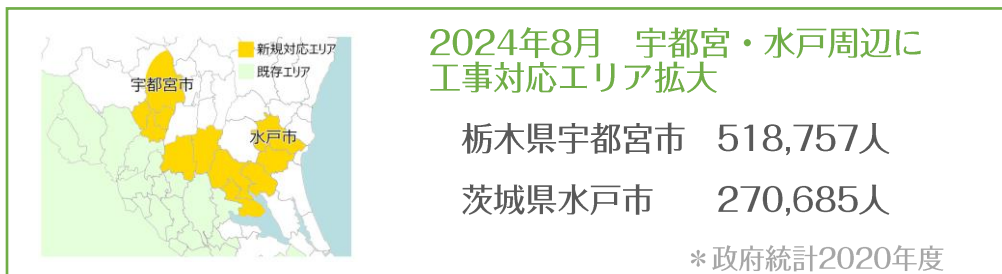 新規対応エリア
既存エリア
宇都宮市
水戸市
2024年8月　宇都宮・水戸周辺に
工事対応エリア拡大
栃木県宇都宮市　518,757人
茨城県水戸市　　270,685人
＊政府統計2020年度